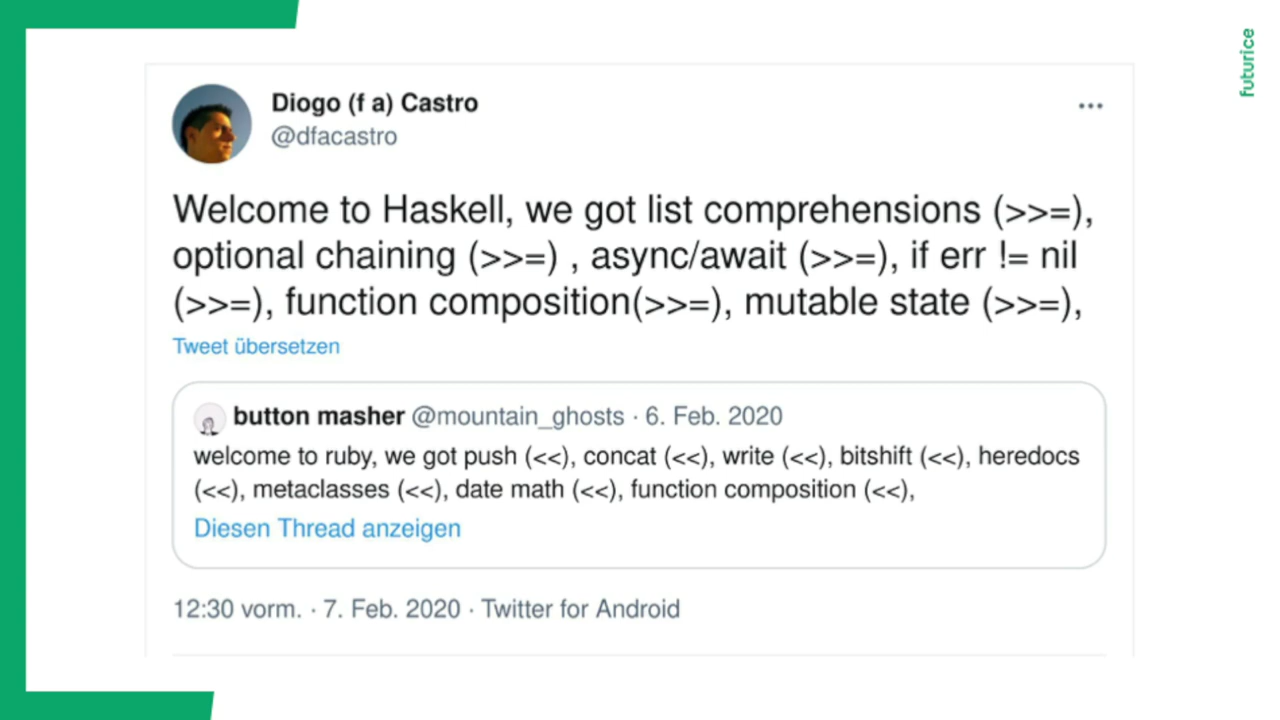 futurice
Diogo (f a) Castro
@dfacastro
Welcome to Haskell, we got list comprehensions (>>=),
optional chaining (>>=) , async/await (>>=), if err != nil
(>>=), function composition(>>=), mutable state (>>=),
Tweet übersetzen
button masher @mountain_ghosts · 6. Feb. 2020
welcome to ruby, we got push (<<), concat (<<), write (<<), bitshift (<<), heredocs
(<<), metaclasses (<<), date math (<<), function composition (<<),
Diesen Thread anzeigen
12:30 vorm. · 7. Feb. 2020 · Twitter for Android